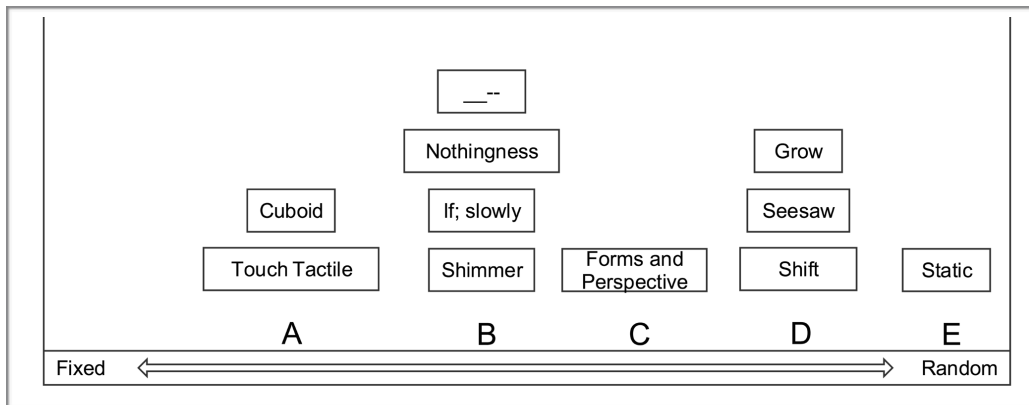 __--
Nothingness
Grow
Cuboid
If; slowly
Seesaw
Touch Tactile
Shimmer
Forms and
Perspective
Shift
Static
A
B
C
D
E
Fixed
Random